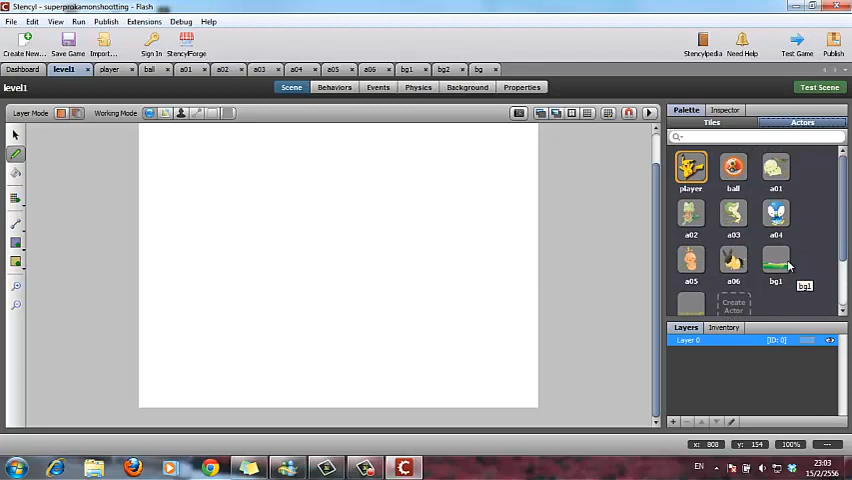 Stencyl - superprokamonshootting - Flash
File Edit View Run Publish Extensions Debug Help
Create New... Save Game Import... Sign In StencylForge Stencylpedia Need Help Test Game Publish
Dashboard level1 player ball a01 a02 a03 a04 a05 a06 bg1 bg2 bg
level1 Scene Behaviors Events Physics Background Properties Test Scene
Layer Mode Working Mode
Palette Inspector
Tiles Actors
player ball a01
a02 a03 a04
a05 a06 bg1
bg1
Create Actor
Layers Inventory
Layer 0 [ID: 0]
x: 808 y: 154 100% ---
EN 23:03
15/2/2556